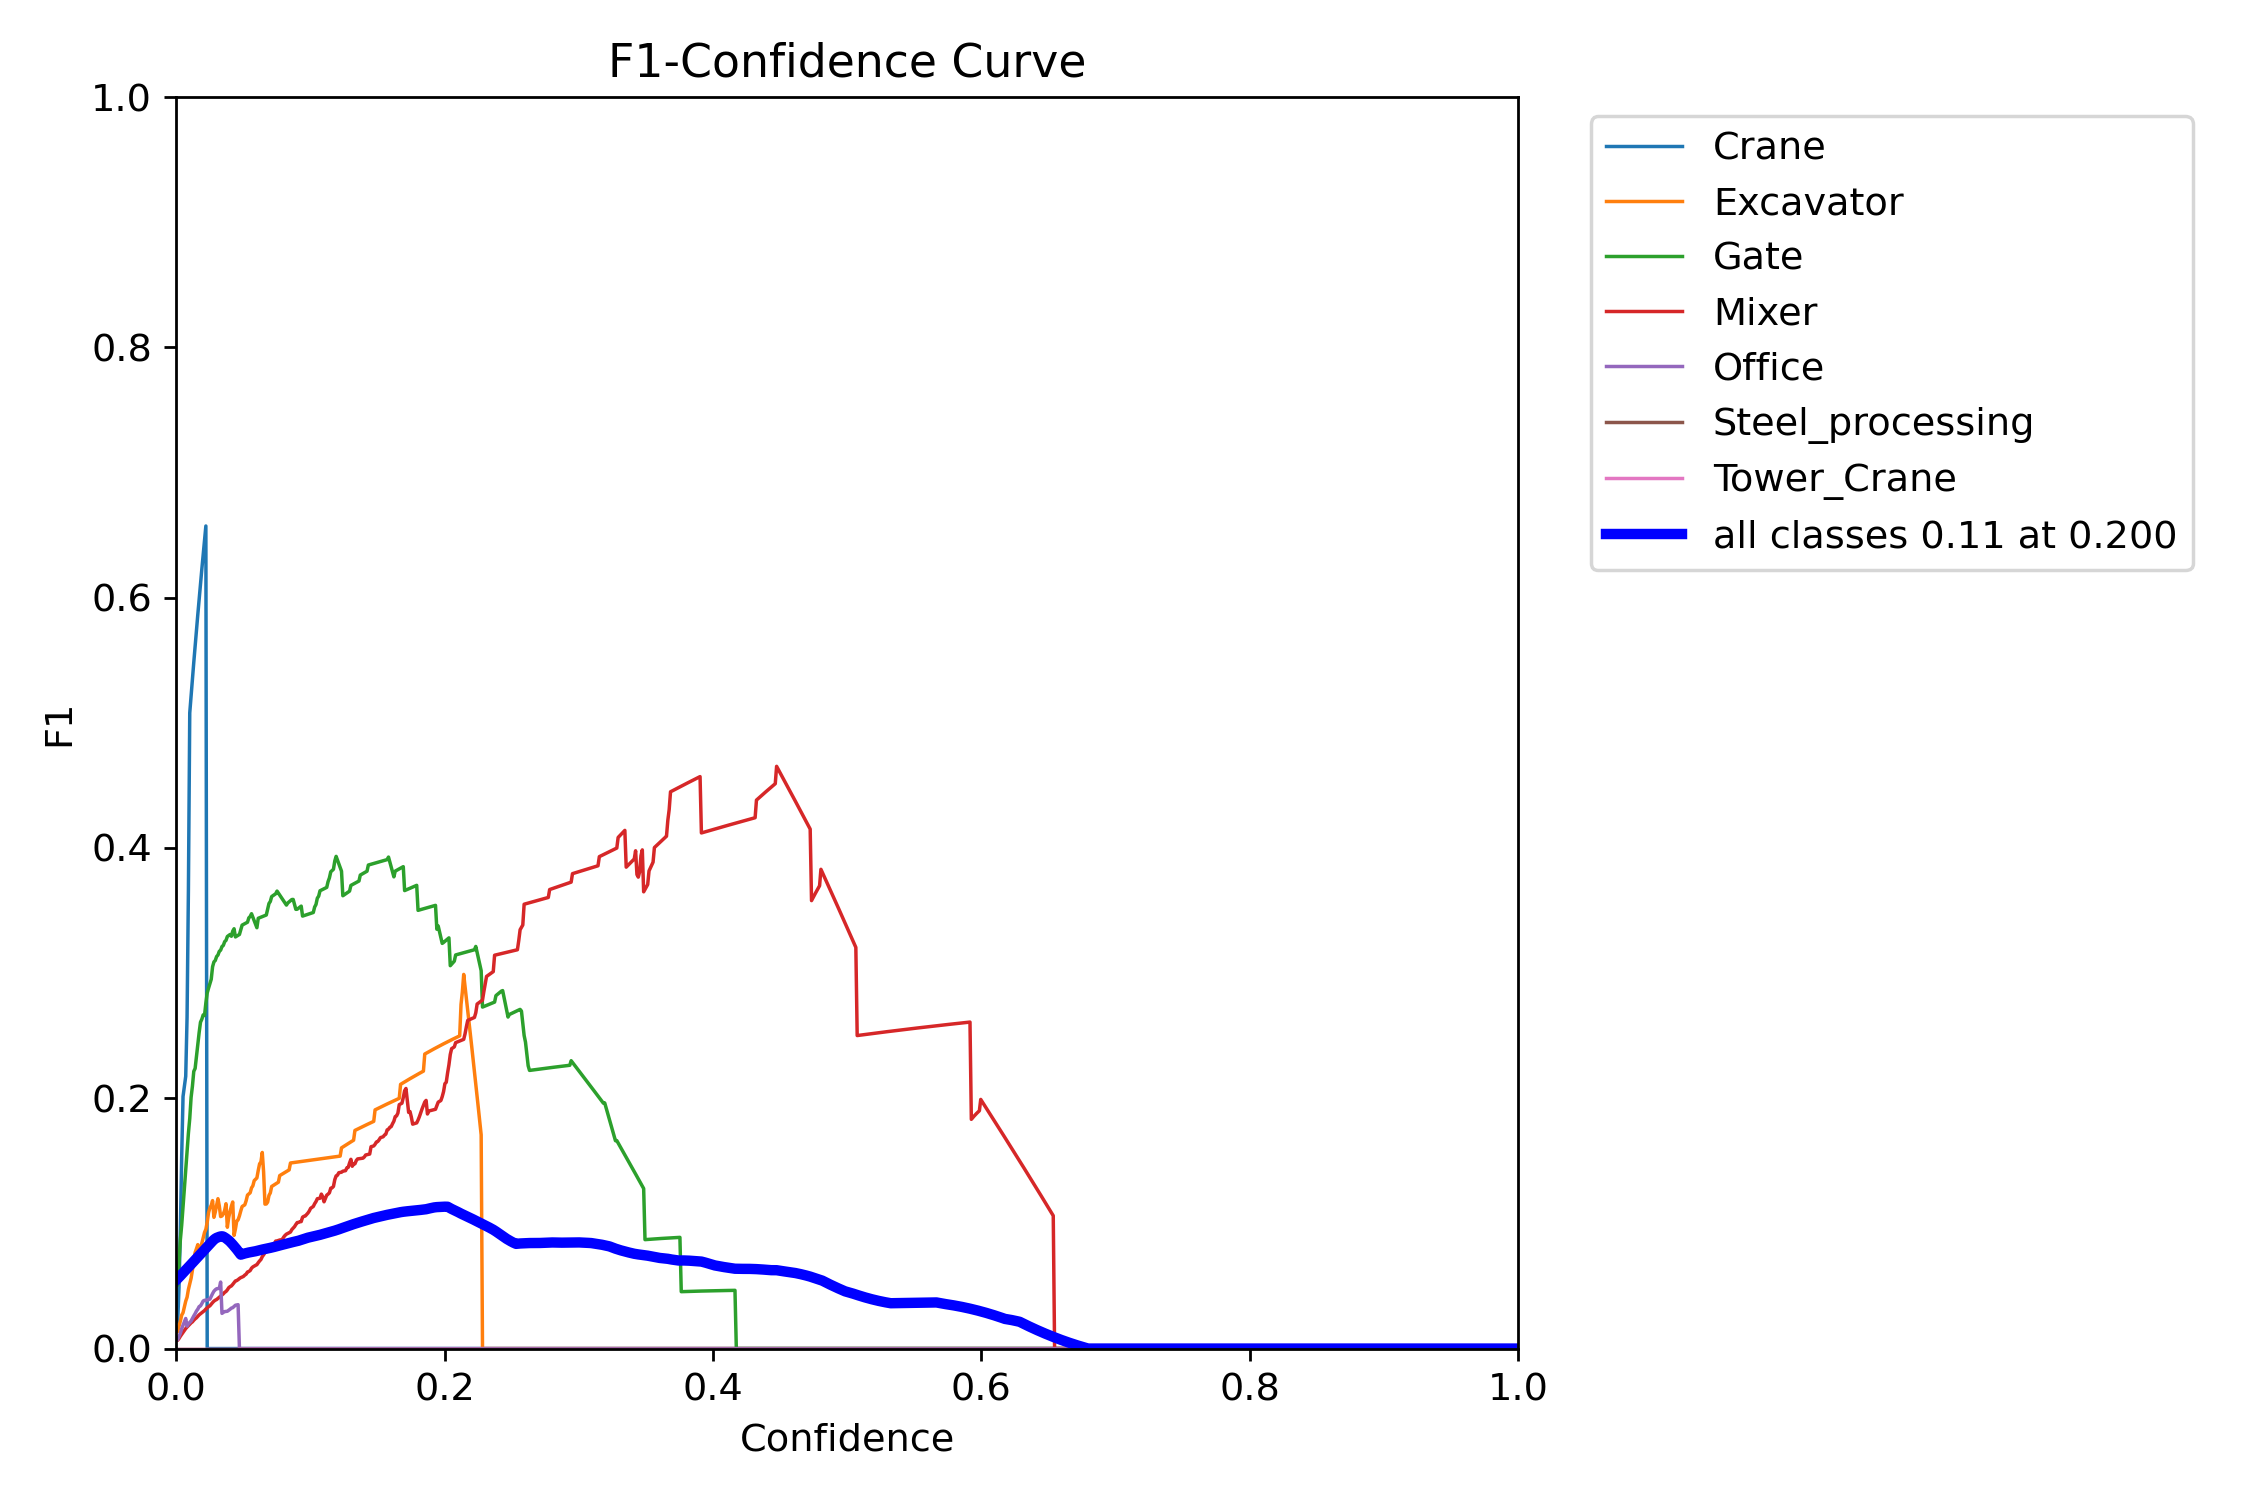 F1-Confidence Curve
1.0
0.8
0.6
0.4
0.2
0.0
F1
0.0 0.2 0.4 0.6 0.8 1.0
Confidence
Crane
Excavator
Gate
Mixer
Office
Steel_processing
Tower_Crane
all classes 0.11 at 0.200